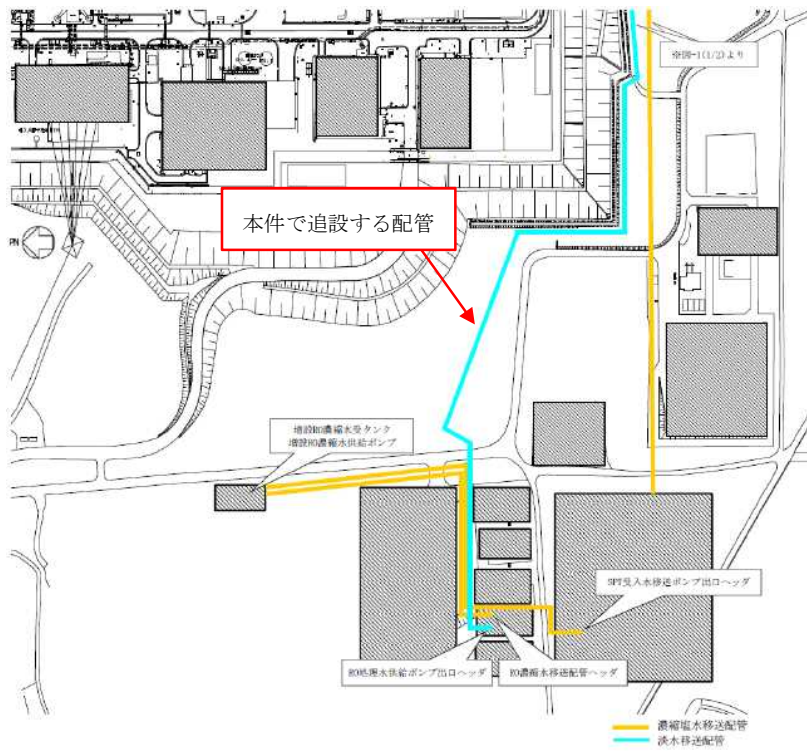 ※図-1(1/2)より
本件で追設する配管
PN
増設RO濃縮水受タンク
増設RO濃縮水供給ポンプ
SPT受入水移送ポンプ出口ヘッダ
RO処理水供給ポンプ出口ヘッダ
RO濃縮水移送配管ヘッダ
濃縮塩水移送配管
淡水移送配管